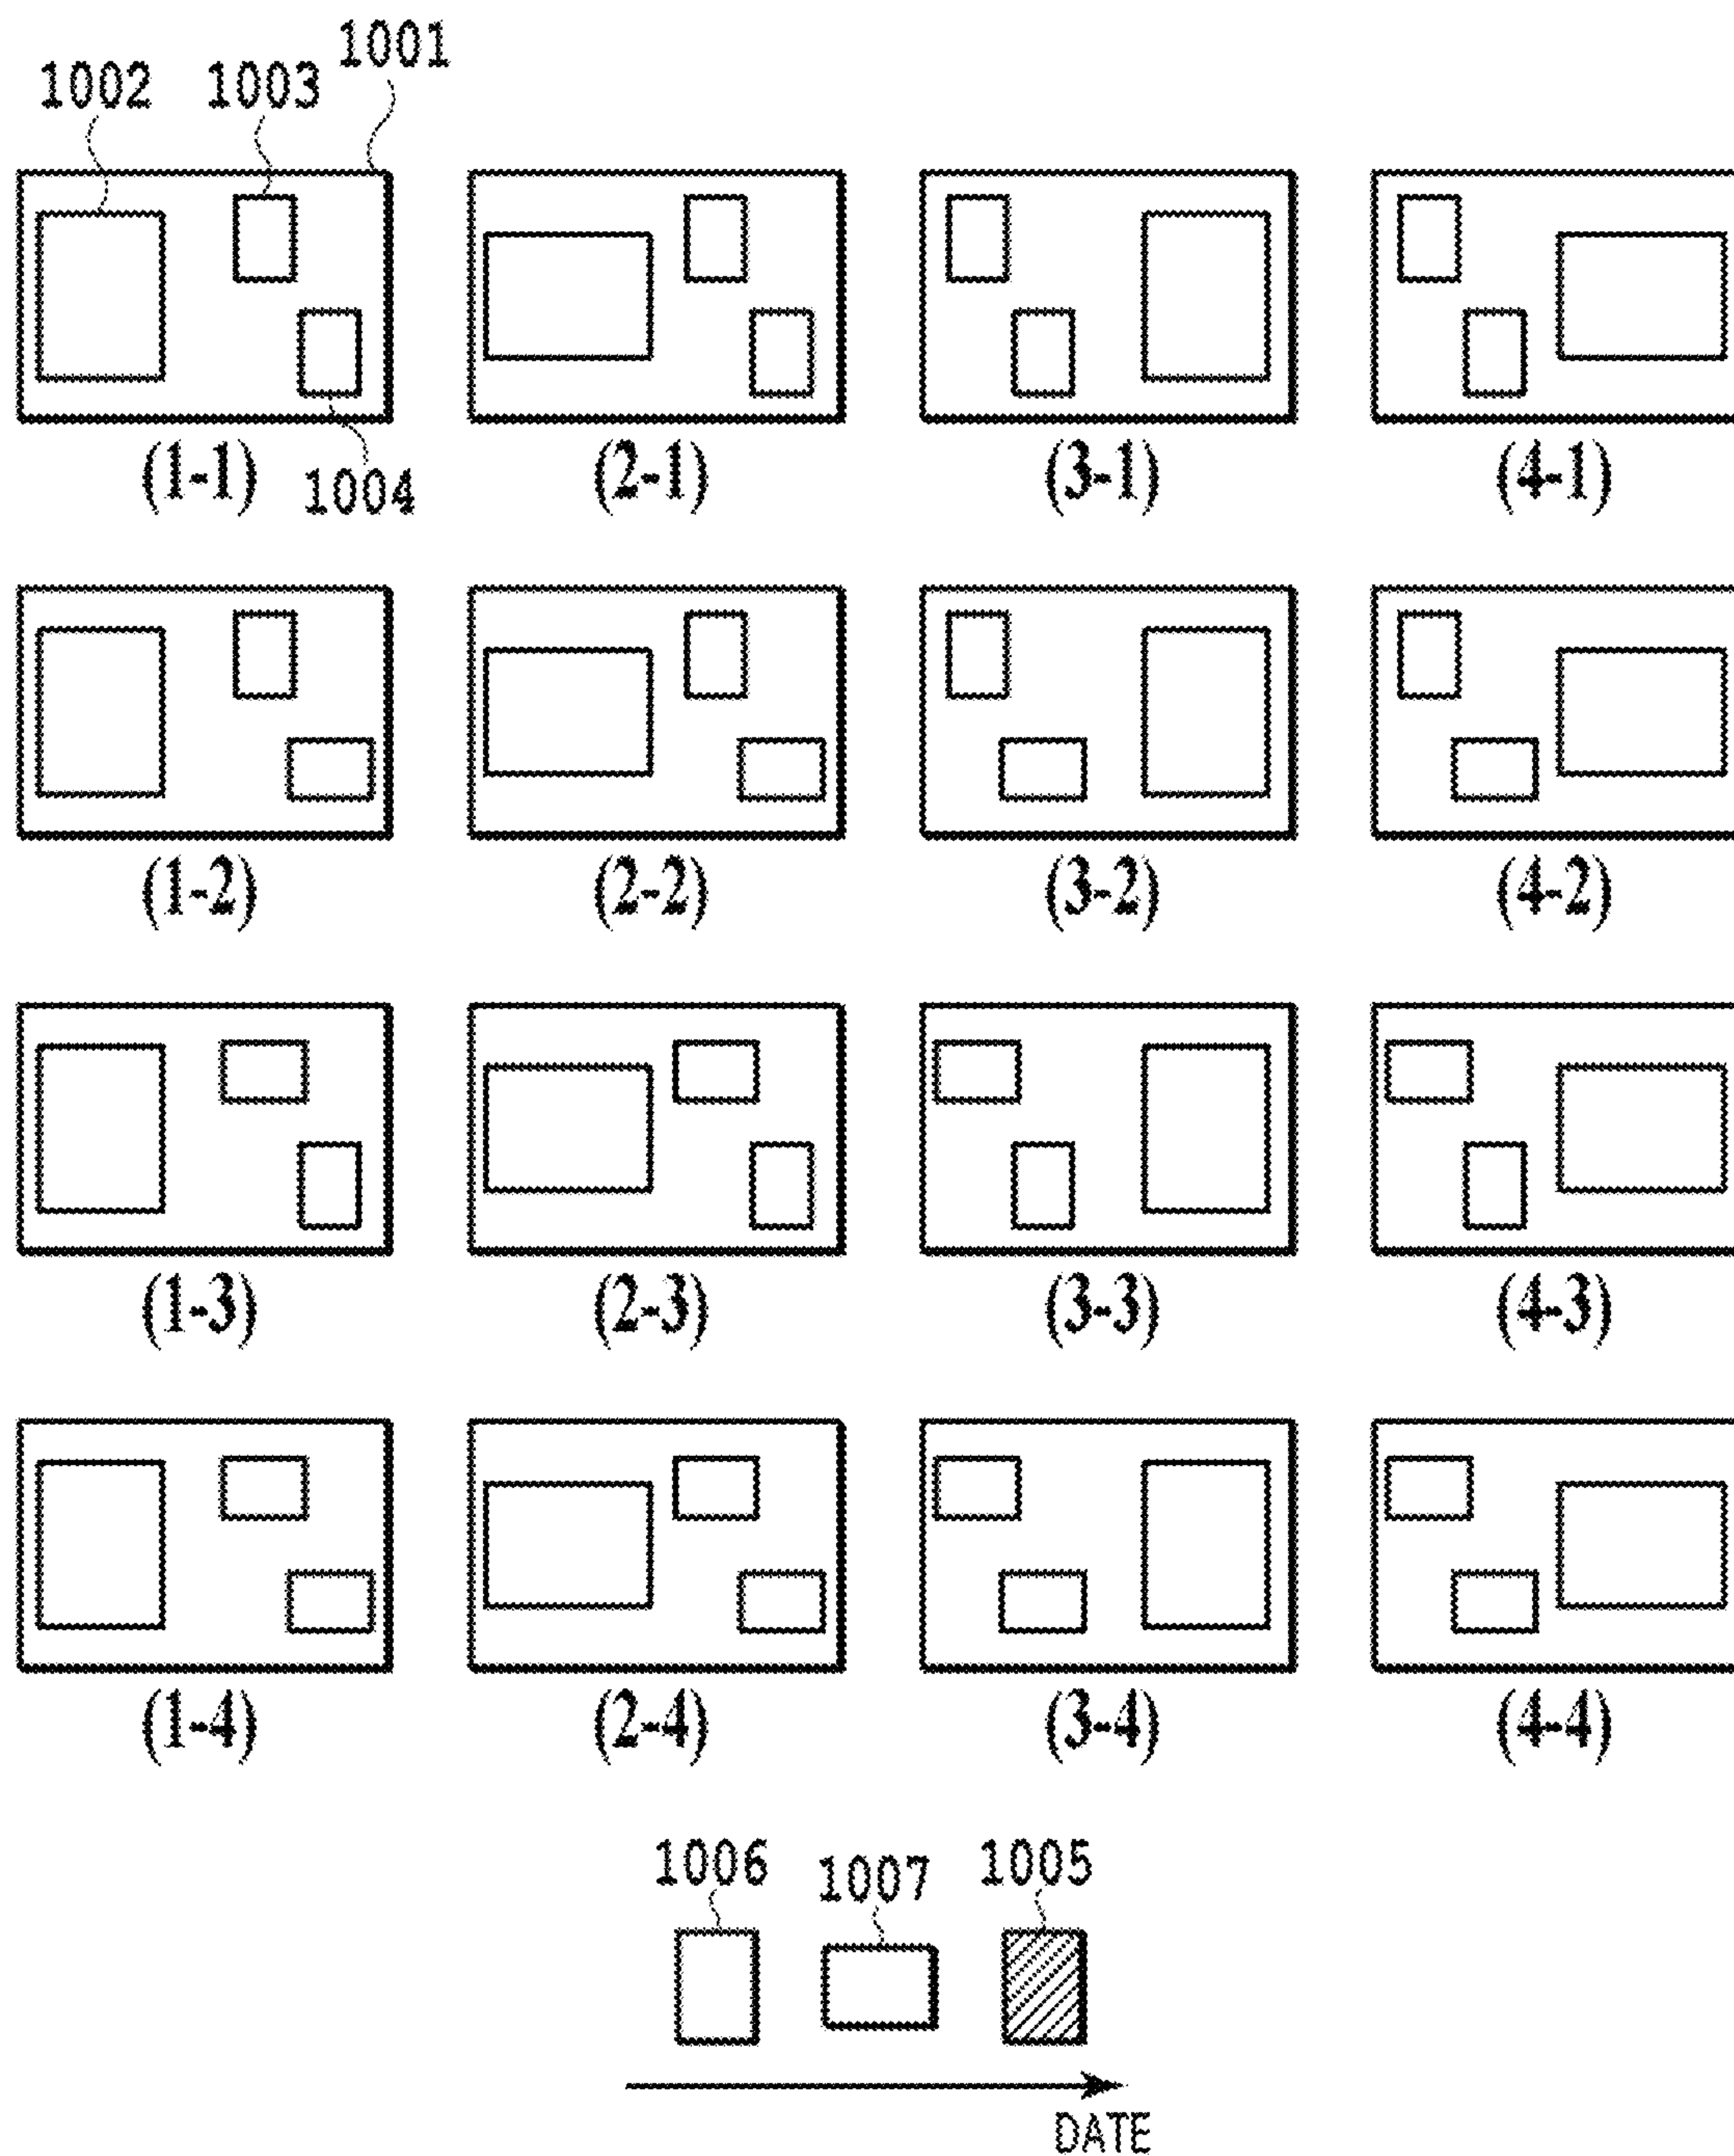 1001
1002 1003
1004
(1-1) (2-1) (3-1) (4-1)
(1-2) (2-2) (3-2) (4-2)
(1-3) (2-3) (3-3) (4-3)
(1-4) (2-4) (3-4) (4-4)
1006 1007 1005
DATE